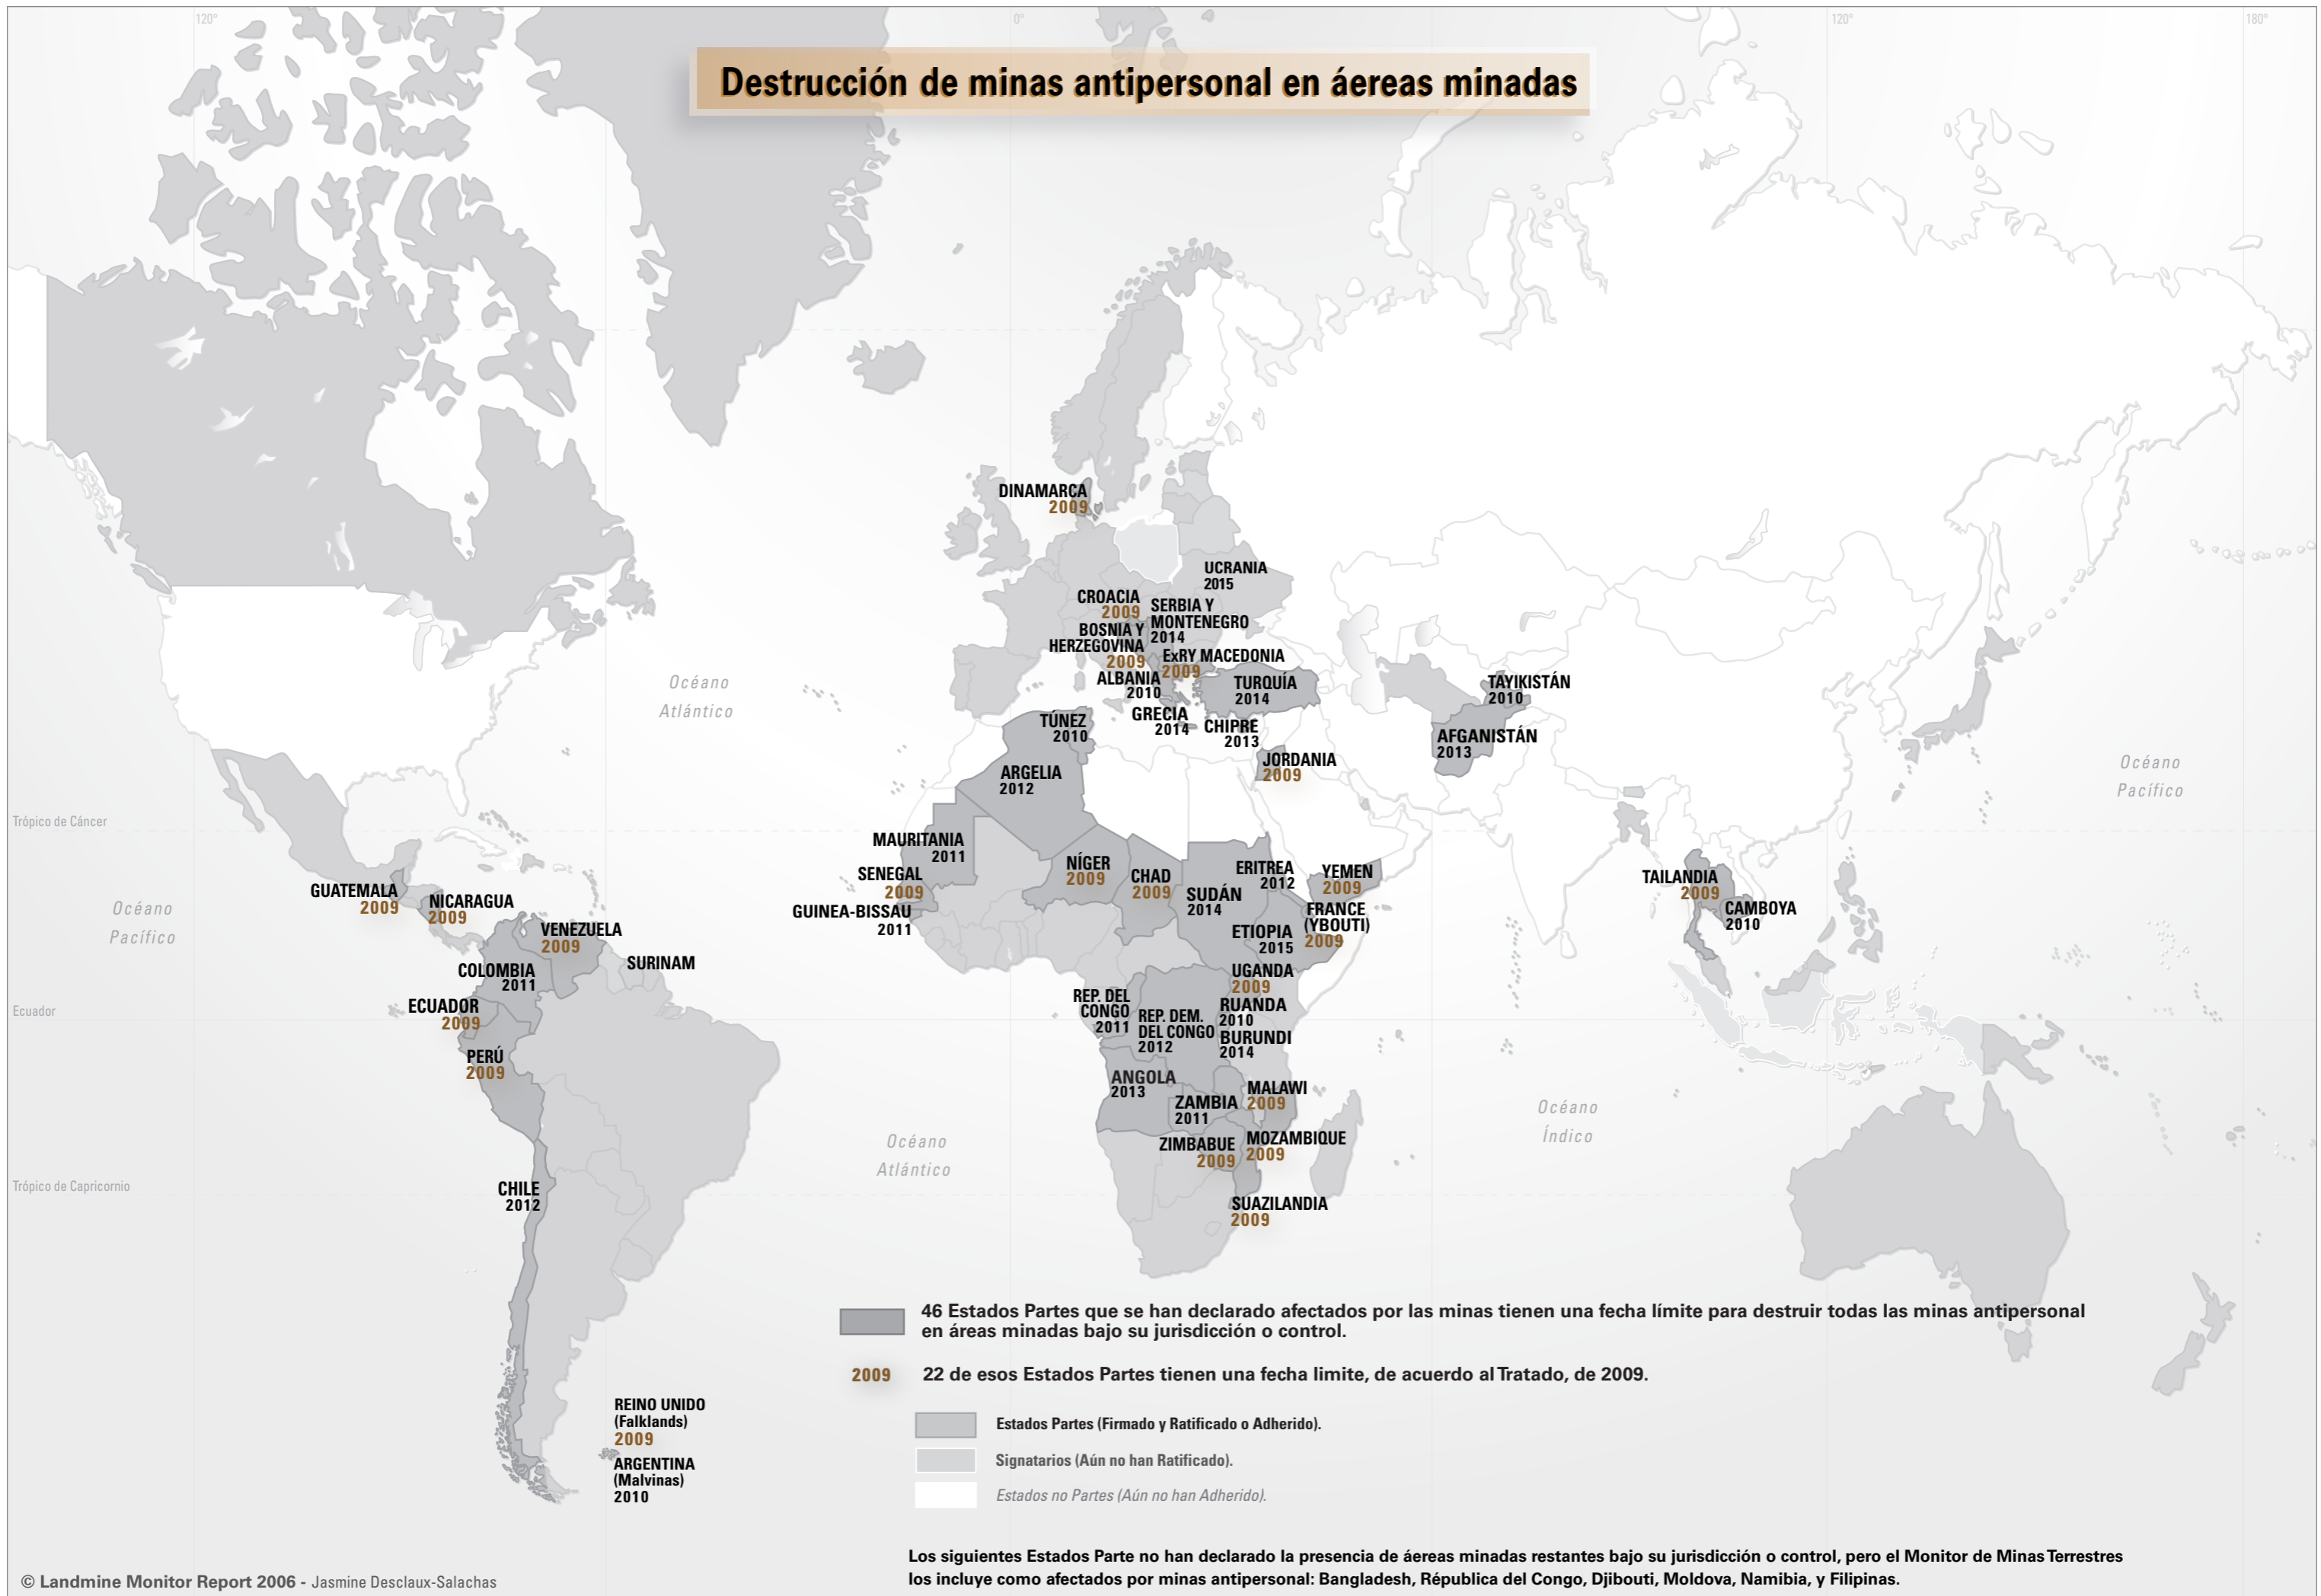 120°
0°
120°
180°
Destrucción de minas antipersonal en áereas minadas
DINAMARCA
2009
UCRANIA
2015
CROACIA
2009
SERBIA Y
MONTENEGRO
2014
BOSNIA Y
HERZEGOVINA
2009
ExRY MACEDONIA
2009
ALBANIA
2010
TURQUÍA
2014
GRECIA
2014
CHIPRE
2013
TAYIKISTÁN
2010
AFGANISTÁN
2013
JORDANIA
2009
Océano
Atlántico
Océano
Pacífico
TÚNEZ
2010
ARGELIA
2012
Trópico de Cáncer
MAURITANIA
2011
SENEGAL
2009
GUINEA-BISSAU
2011
NÍGER
2009
CHAD
2009
SUDÁN
2014
ERITREA
2012
YEMEN
2009
FRANCE
(YBOUTI)
2009
ETIOPIA
2015
TAILANDIA
2009
CAMBOYA
2010
GUATEMALA
2009
NICARAGUA
2009
VENEZUELA
2009
SURINAM
COLOMBIA
2011
ECUADOR
2009
PERÚ
2009
Océano
Pacífico
Ecuador
UGANDA
2009
REP. DEL
CONGO
2011
REP. DEM.
DEL CONGO
2012
RUANDA
2010
BURUNDI
2014
ANGOLA
2013
ZAMBIA
2011
MALAWI
2009
ZIMBABUE
2009
MOZAMBIQUE
2009
SUAZILANDIA
2009
Océano
Índico
Océano
Atlántico
Trópico de Capricornio
CHILE
2012
REINO UNIDO
(Falklands)
2009
ARGENTINA
(Malvinas)
2010
46 Estados Partes que se han declarado afectados por las minas tienen una fecha límite para destruir todas las minas antipersonal
en áreas minadas bajo su jurisdicción o control.
2009
22 de esos Estados Partes tienen una fecha limite, de acuerdo al Tratado, de 2009.
Estados Partes (Firmado y Ratificado o Adherido).
Signatarios (Aún no han Ratificado).
Estados no Partes (Aún no han Adherido).
Los siguientes Estados Parte no han declarado la presencia de áereas minadas restantes bajo su jurisdicción o control, pero el Monitor de Minas Terrestres
los incluye como afectados por minas antipersonal: Bangladesh, Républica del Congo, Djibouti, Moldova, Namibia, y Filipinas.
© Landmine Monitor Report 2006 - Jasmine Desclaux-Salachas